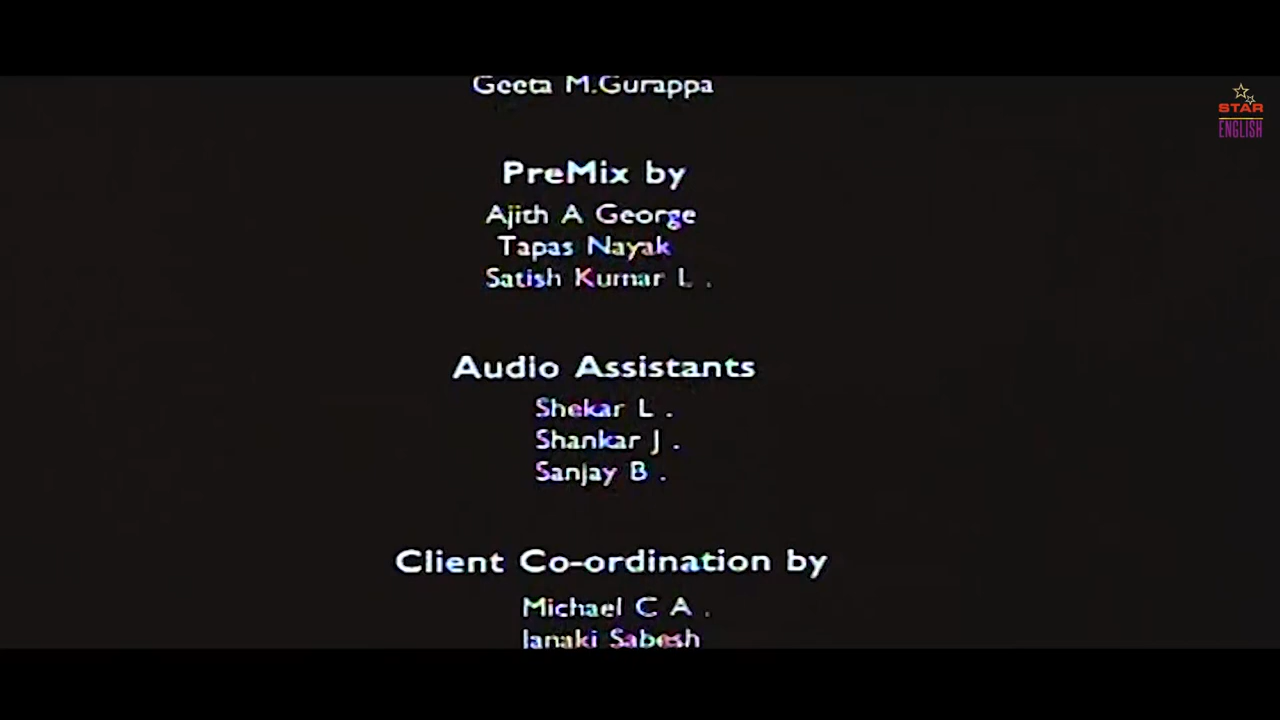 Geeta M.Gurappa
STAR
ENGLISH
PreMix by
Ajith A George
Tapas Nayak
Satish Kumar L .
Audio Assistants
Shekar L .
Shankar J .
Sanjay B .
Client Co-ordination by
Michael C A .
Janaki Sabesh